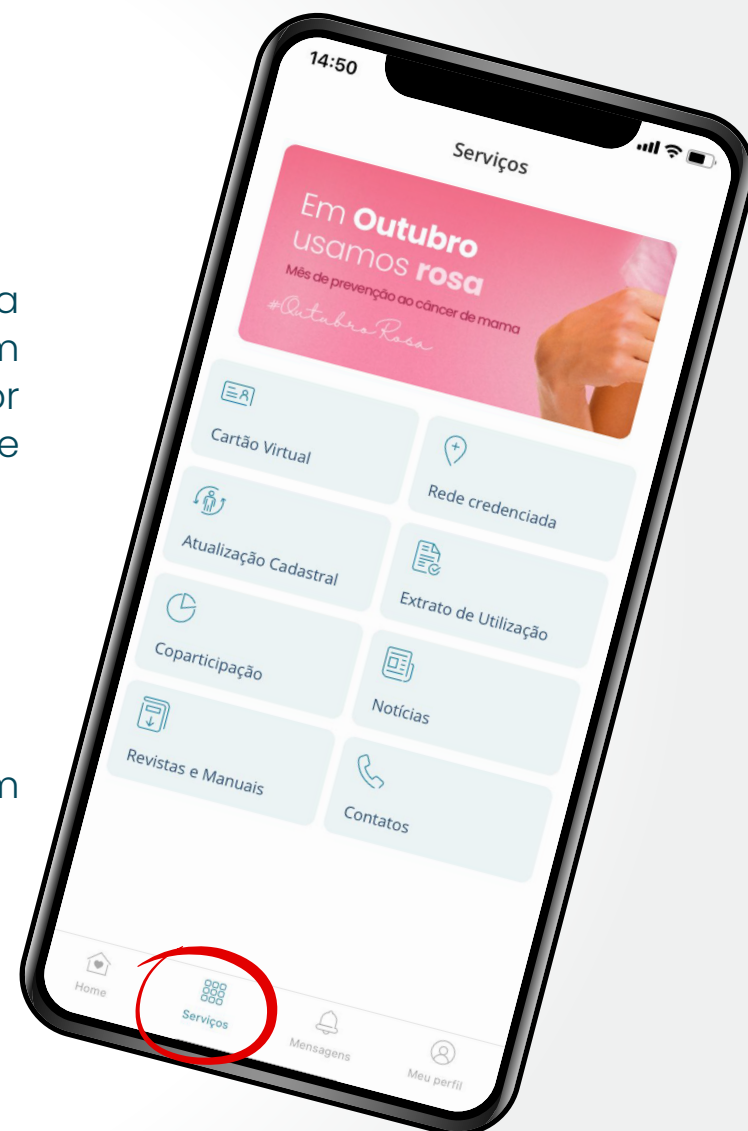 a
m
or
e
m
14:50
Serviços
Em Outubro
usamos rosa
Mês de prevenção ao câncer de mama
#OutubroRosa
Cartão Virtual
Rede credenciada
Atualização Cadastral
Extrato de Utilização
Coparticipação
Notícias
Revistas e Manuais
Contatos
Home
Serviços
Mensagens
Meu perfil